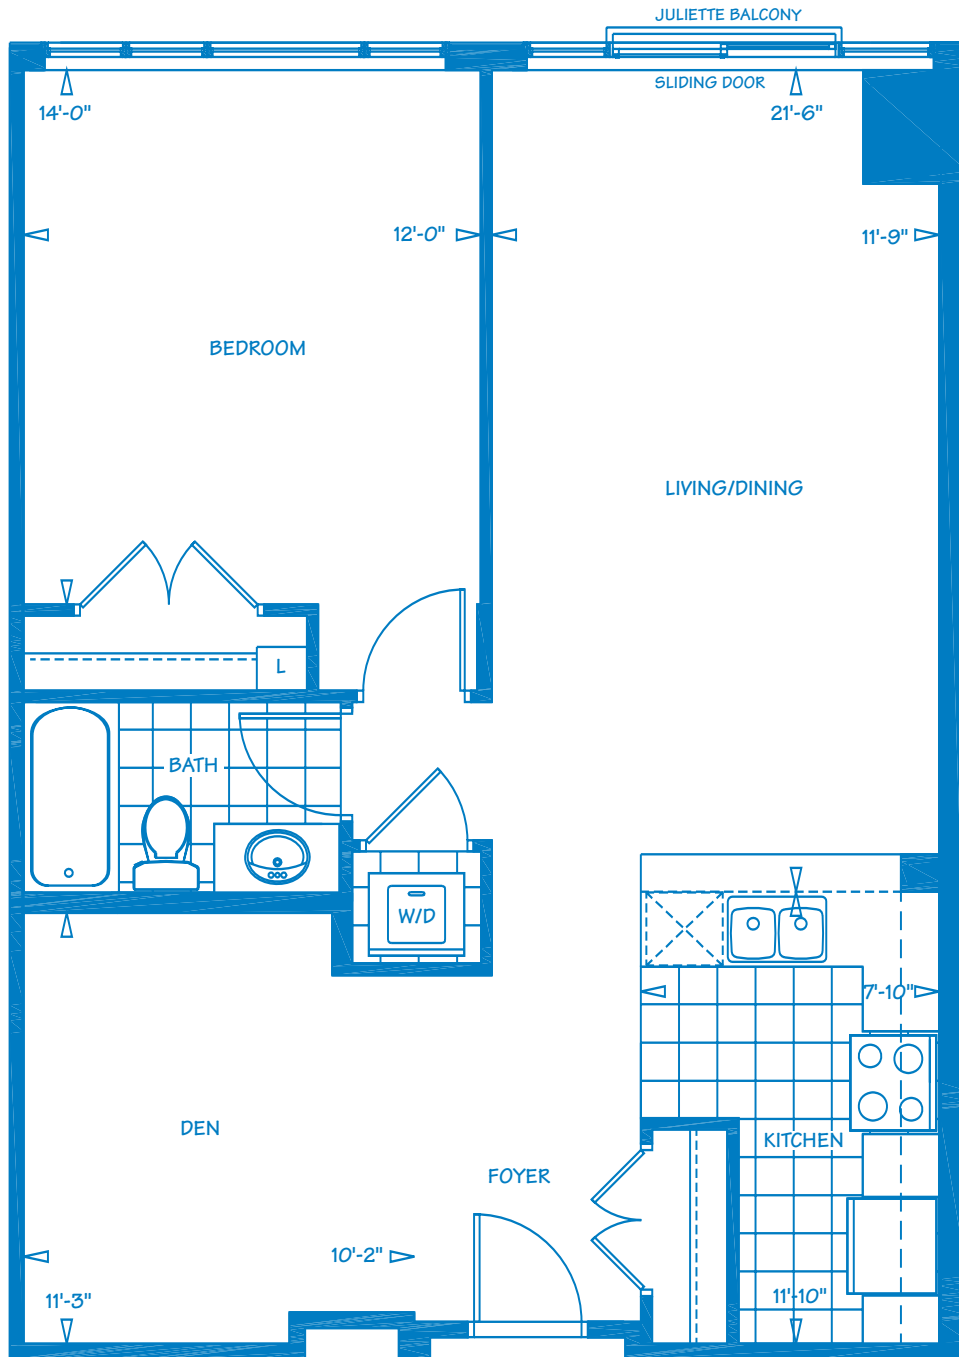 JULIETTE BALCONY
SLIDING DOOR
14'-0"
21'-6"
12'-0"
11'-9"
BEDROOM
LIVING/DINING
L
BATH
W/D
7'-10"
DEN
KITCHEN
FOYER
10'-2"
11'-3"
11'-10"